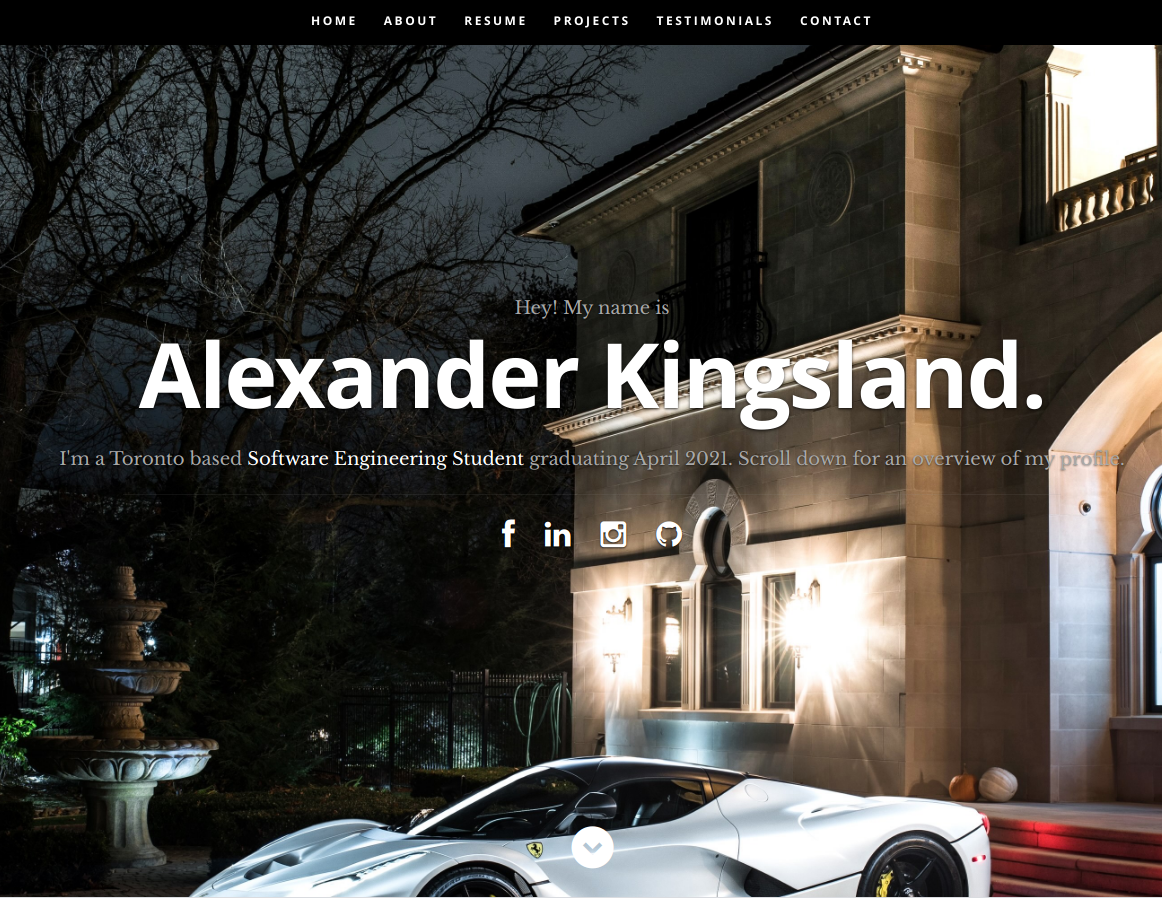 HOME ABOUT RESUME PROJECTS TESTIMONIALS CONTACT
Hey! My name is
Alexander Kingsland.
I'm a Toronto based Software Engineering Student graduating April 2021. Scroll down for an overview of my profile.